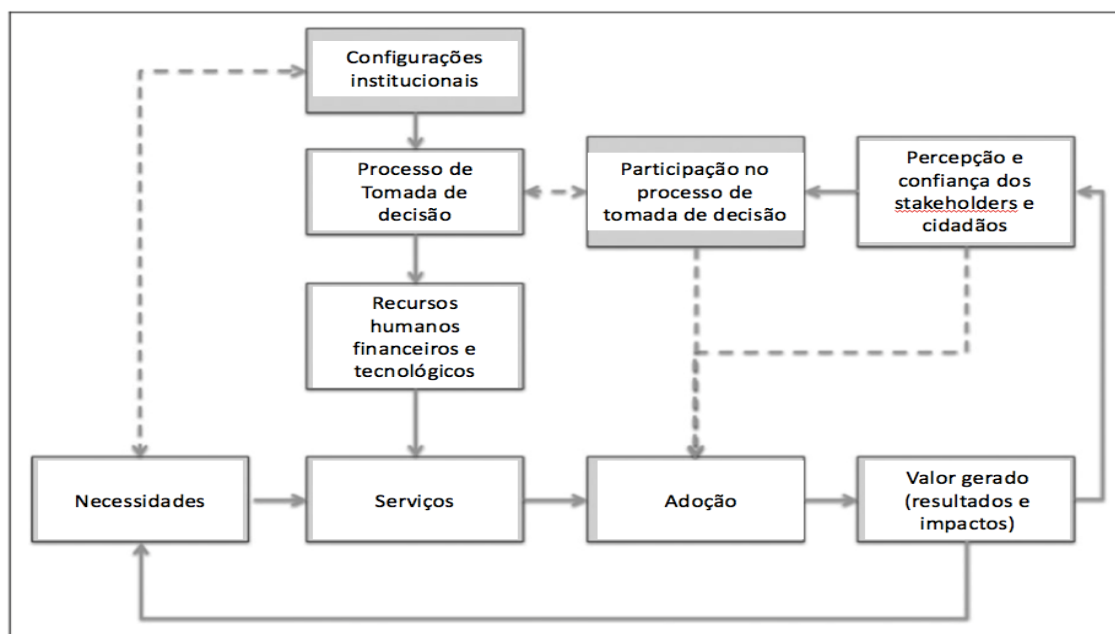 Configurações
institucionais
Processo de
Tomada de
decisão
Participação no
processo de
tomada de decisão
Percepção e
confiança dos
stakeholders e
cidadãos
Recursos
humanos
financeiros e
tecnológicos
Necessidades
Serviços
Adoção
Valor gerado
(resultados e
impactos)